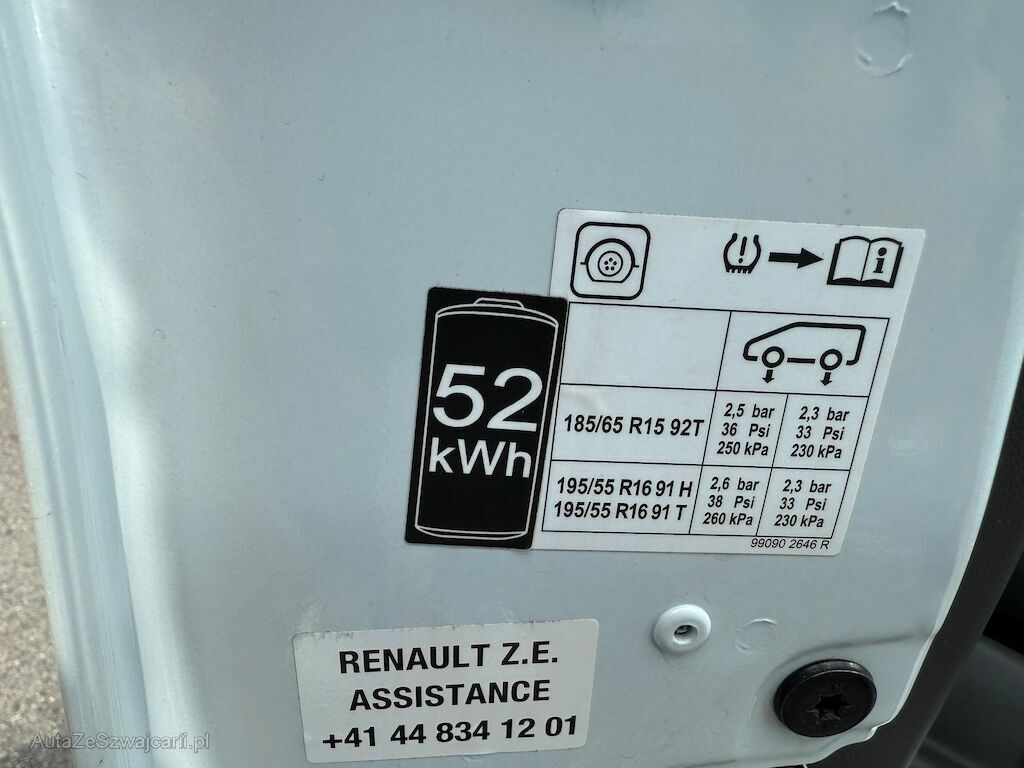 185/65 R15 92T
2,5 bar
36 Psi
250 kPa
2,3 bar
33 Psi
230 kPa
195/55 R16 91 H
195/55 R16 91 T
2,6 bar
38 Psi
260 kPa
2,3 bar
33 Psi
230 kPa
99090 2646 R
52
kWh
RENAULT Z.E.
ASSISTANCE
+41 44 834 12 01
AutaZeSzwajcarii.pl